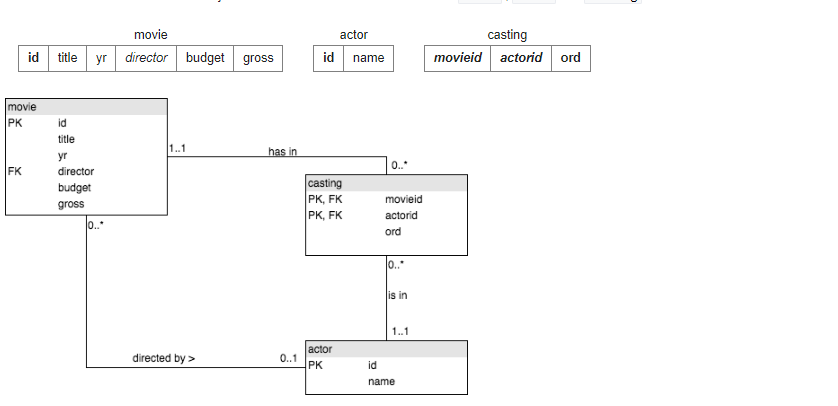 movie actor casting
id title yr director budget gross id name movieid actorid ord
movie
PK id
title
yr
FK director
budget
gross
1..1
has in
0..*
casting
PK, FK movieid
PK, FK actorid
ord
0..*
0..*
is in
1..1
directed by >
0..1
actor
PK id
name